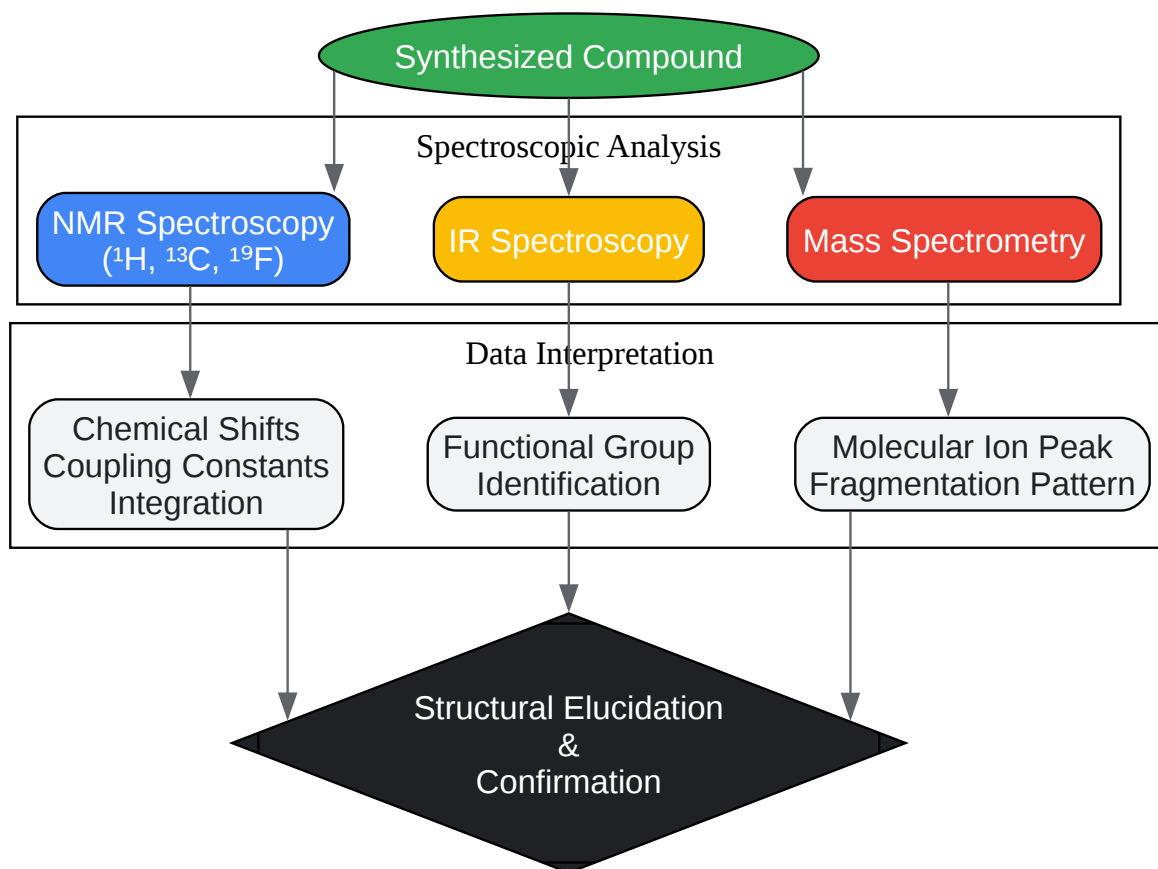 Synthesized Compound
Spectroscopic Analysis
NMR Spectroscopy
(¹H, ¹³C, ¹⁹F)
IR Spectroscopy
Mass Spectrometry
Data Interpretation
Chemical Shifts
Coupling Constants
Integration
Functional Group
Identification
Molecular Ion Peak
Fragmentation Pattern
Structural Elucidation
&
Confirmation